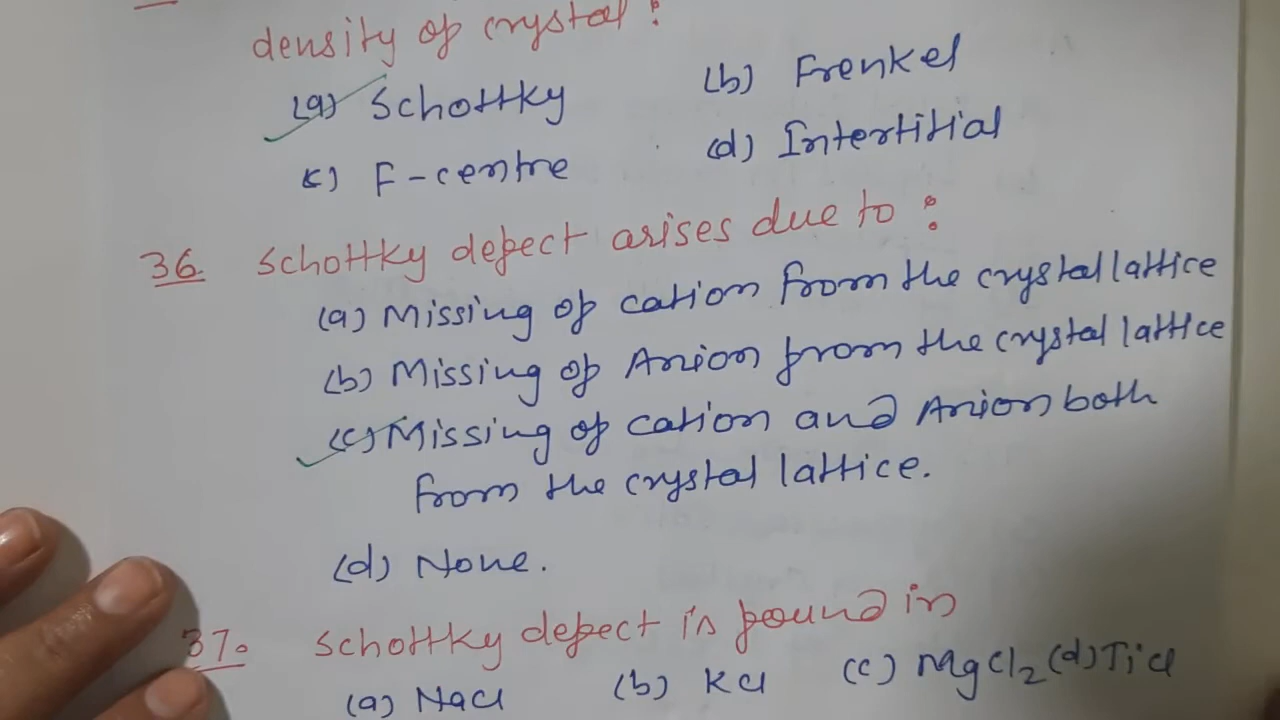 density of crystal:
(a) Schottky (b) Frenkel
(c) F-centre (d) Intertitial
36. Schottky defect arises due to:
(a) Missing of cation from the crystal lattice
(b) Missing of Anion from the crystal lattice
(c) Missing of cation and Anion both
from the crystal lattice.
(d) None.
37. Schottky defect is found in
(a) NaCl (b) KCl (c) MgCl₂ (d) TiCl